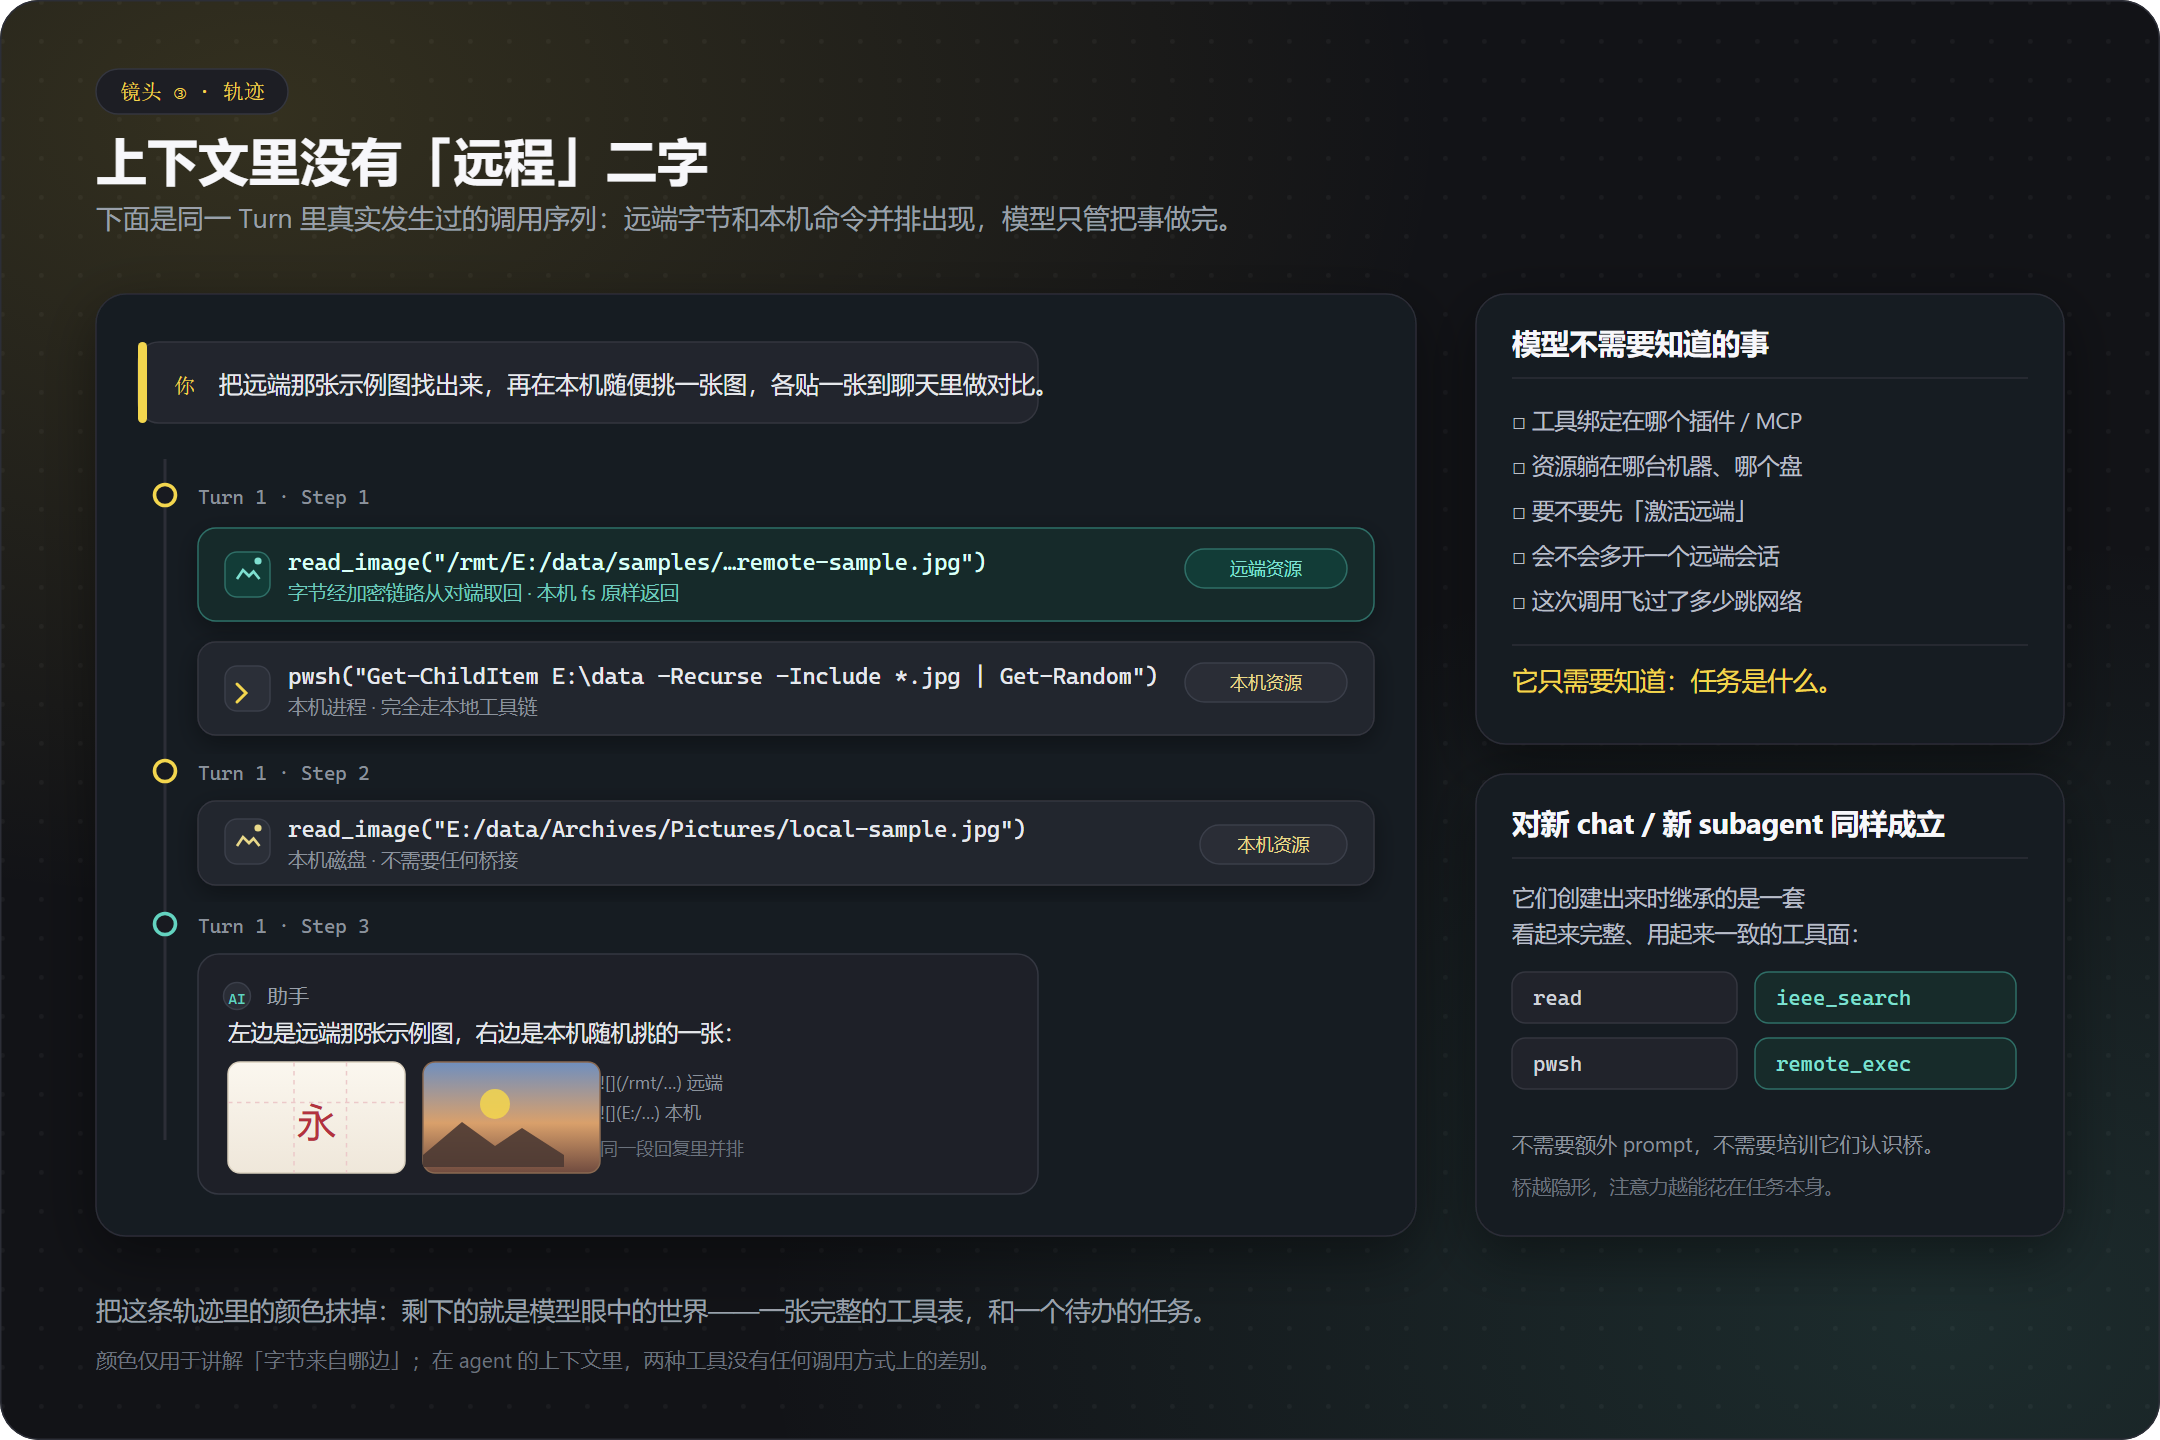 镜头 ③ · 轨迹
上下文里没有「远程」二字
下面是同一 Turn 里真实发生过的调用序列：远端字节和本机命令并排出现，模型只管把事做完。
你 把远端那张示例图找出来，再在本机随便挑一张图，各贴一张到聊天里做对比。
Turn 1 · Step 1
read_image("/rmt/E:/data/samples/…remote-sample.jpg")
远端资源
字节经加密链路从对端取回 · 本机 fs 原样返回
pwsh("Get-ChildItem E:\data -Recurse -Include *.jpg | Get-Random")
本机资源
本机进程 · 完全走本地工具链
Turn 1 · Step 2
read_image("E:/data/Archives/Pictures/local-sample.jpg")
本机资源
本机磁盘 · 不需要任何桥接
Turn 1 · Step 3
AI 助手
左边是远端那张示例图，右边是本机随机挑的一张：
永
![](/rmt/…) 远端
![](E:/…) 本机
同一段回复里并排
模型不需要知道的事
▫ 工具绑定在哪个插件 / MCP
▫ 资源躺在哪台机器、哪个盘
▫ 要不要先「激活远端」
▫ 会不会多开一个远端会话
▫ 这次调用飞过了多少跳网络
它只需要知道：任务是什么。
对新 chat / 新 subagent 同样成立
它们创建出来时继承的是一套
看起来完整、用起来一致的工具面：
read
ieee_search
pwsh
remote_exec
不需要额外 prompt，不需要培训它们认识桥。
桥越隐形，注意力越能花在任务本身。
把这条轨迹里的颜色抹掉：剩下的就是模型眼中的世界——一张完整的工具表，和一个待办的任务。
颜色仅用于讲解「字节来自哪边」；在 agent 的上下文里，两种工具没有任何调用方式上的差别。